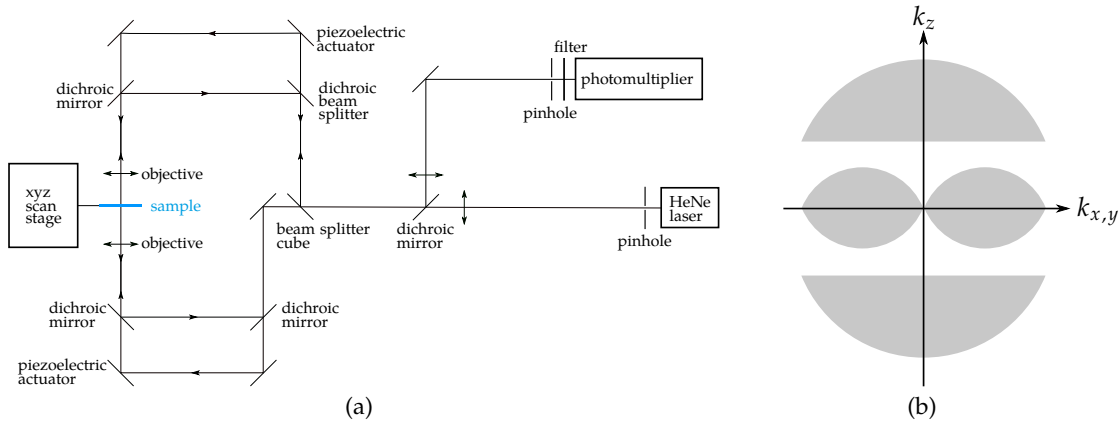 piezoelectric
actuator
filter
photomultiplier
pinhole
dichroic
mirror
dichroic
beam
splitter
objective
xyz
scan
stage
sample
objective
HeNe
laser
beam splitter
cube
dichroic
mirror
pinhole
dichroic
mirror
dichroic
mirror
piezoelectric
actuator
(a)
k_z
k_{x,y}
(b)